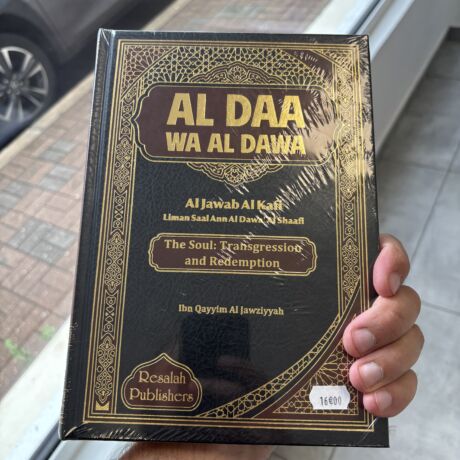 AL DAA
WA AL DAWA
Al Jawab Al Kafi
Liman Saal Ann Al Dawa' Al Shaafi
The Soul: Transgression
and Redemption
Ibn Qayyim Al Jawziyyah
Resalah
Publishers
16€00